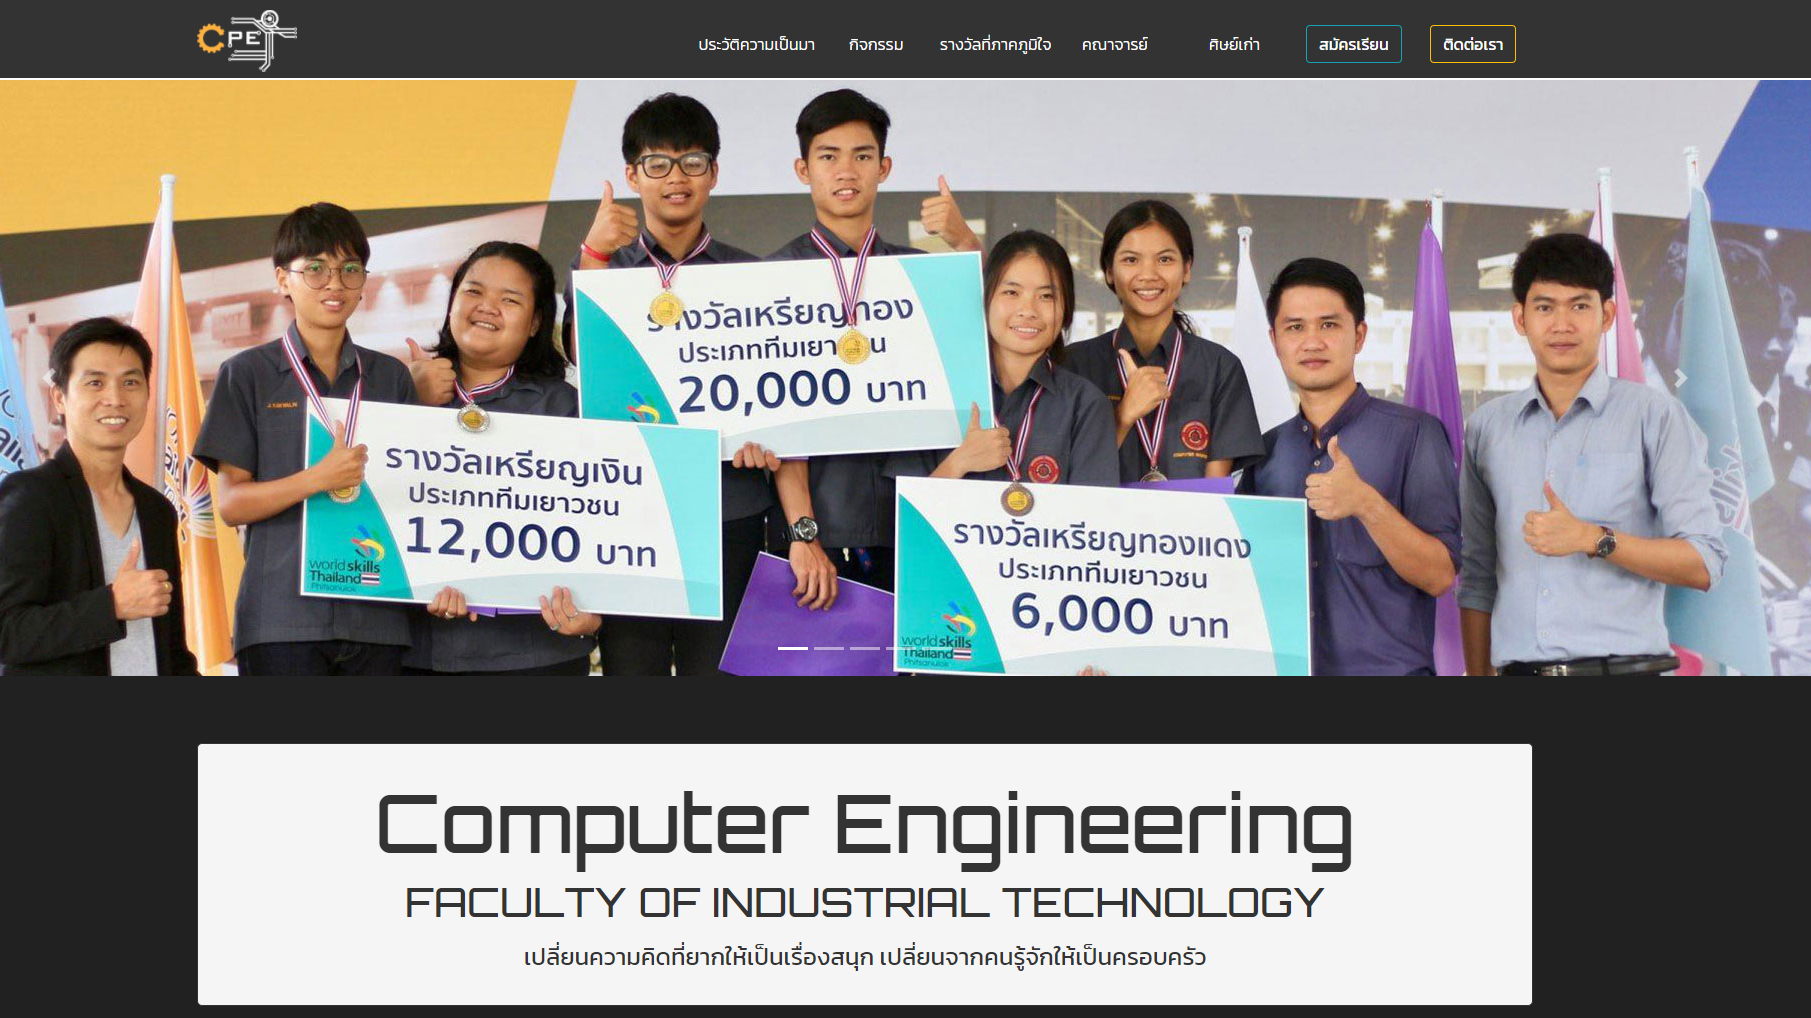 CPE
ประวัติความเป็นมา
กิจกรรม
รางวัลที่ภาคภูมิใจ
คณาจารย์
ศิษย์เก่า
สมัครเรียน
ติดต่อเรา
รางวัลเหรียญทอง
ประเภททีมเยาวชน
20,000 บาท
รางวัลเหรียญเงิน
ประเภททีมเยาวชน
12,000 บาท
worldskills
Thailand
Phitsanulok
รางวัลเหรียญทองแดง
ประเภททีมเยาวชน
6,000 บาท
worldskills
Thailand
Phitsanulok
Computer Engineering
FACULTY OF INDUSTRIAL TECHNOLOGY
เปลี่ยนความคิดที่ยากให้เป็นเรื่องสนุก เปลี่ยนจากคนรู้จักให้เป็นครอบครัว